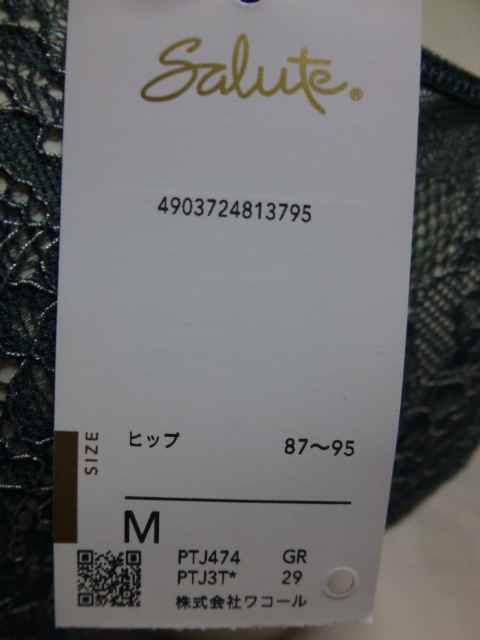 Salute®
4903724813795
SIZE
ヒップ 87〜95
M
PTJ474 GR
PTJ3T* 29
株式会社ワコール